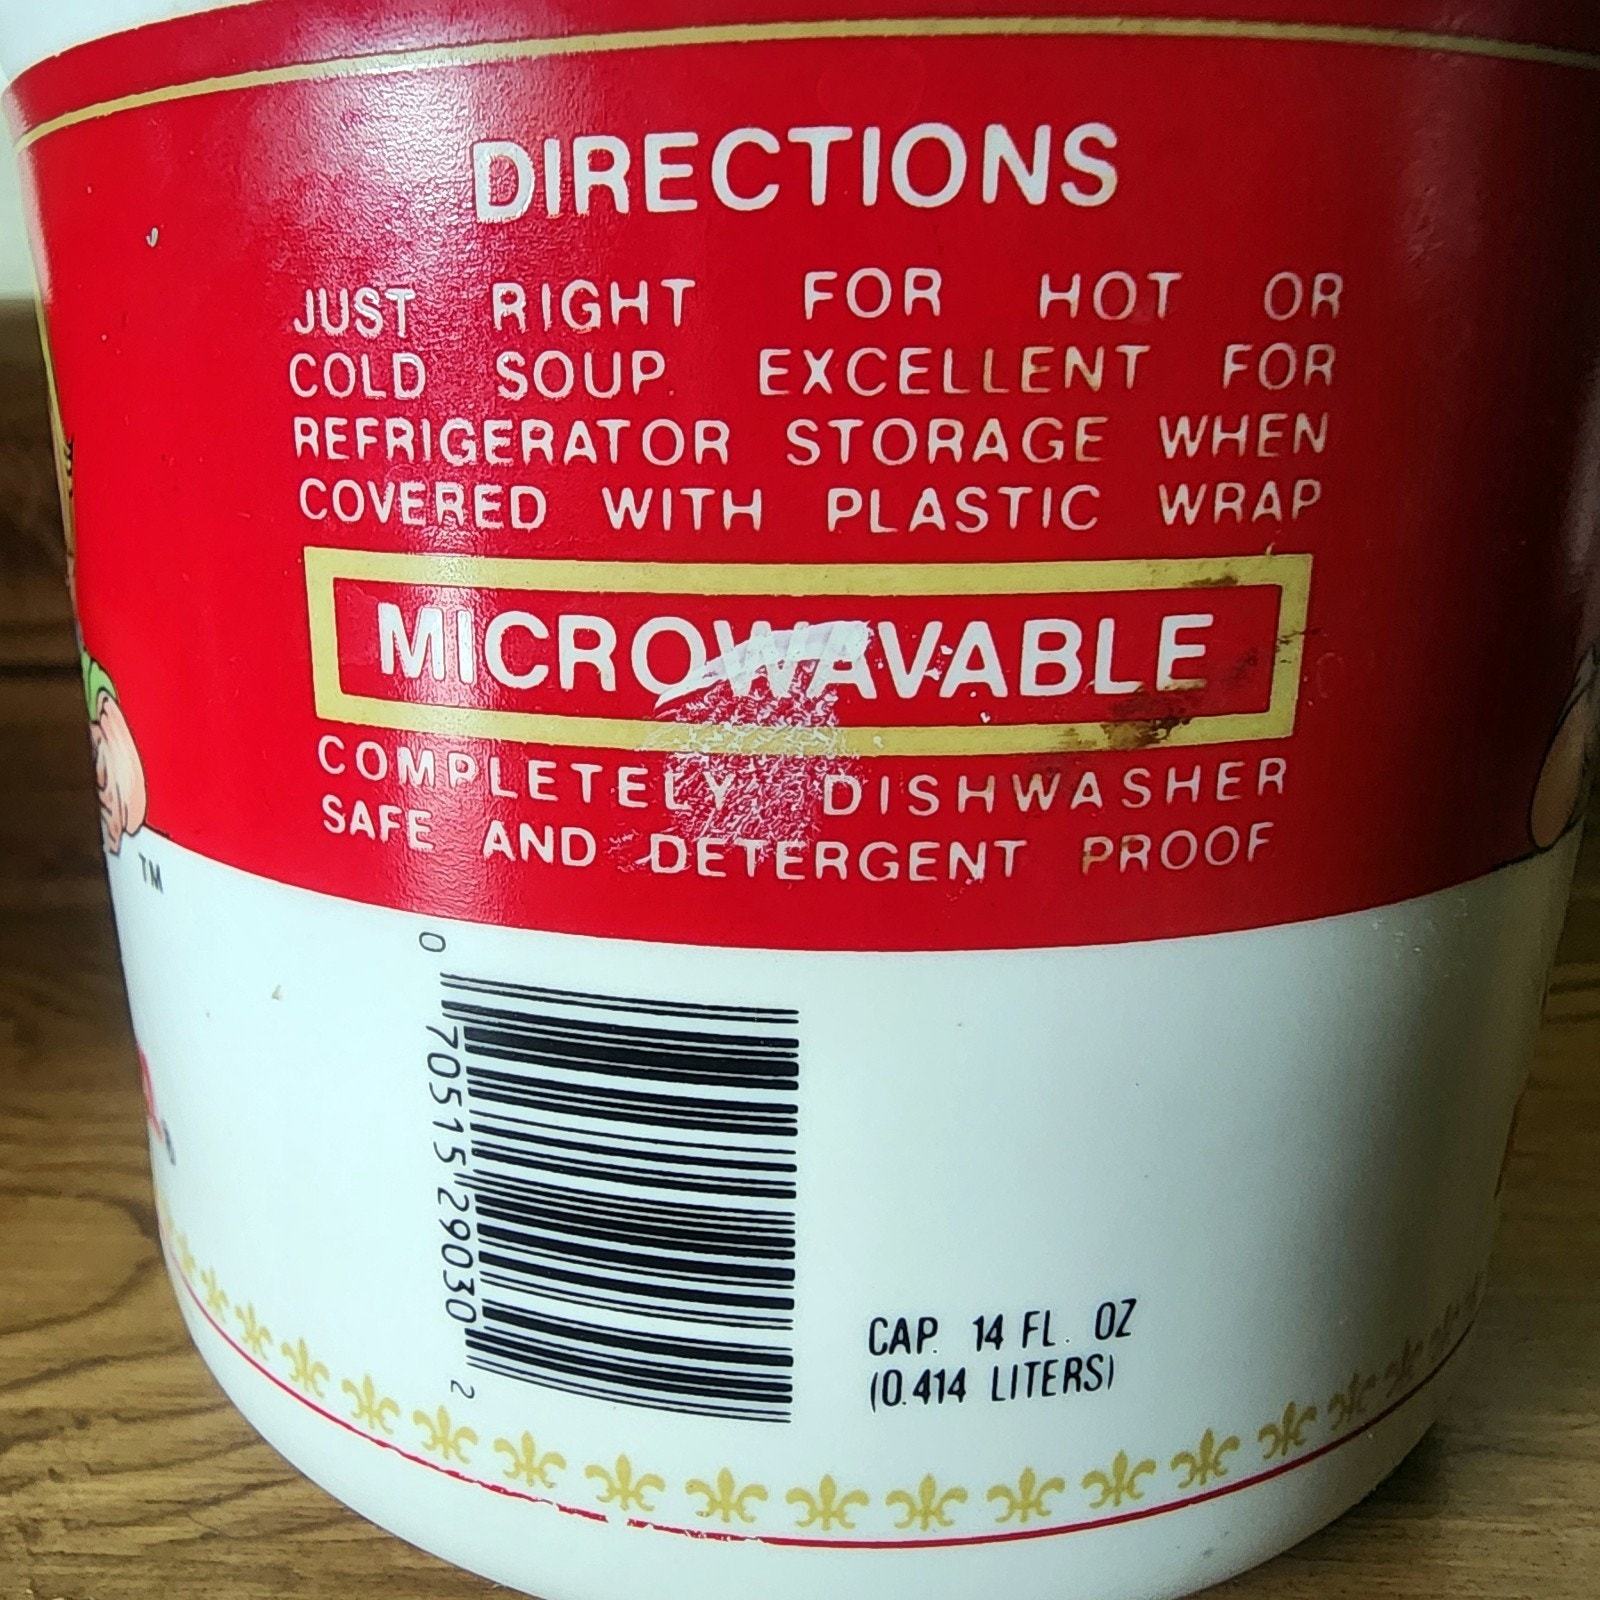 DIRECTIONS
JUST RIGHT FOR HOT OR
COLD SOUP. EXCELLENT FOR
REFRIGERATOR STORAGE WHEN
COVERED WITH PLASTIC WRAP
MICROWAVABLE
COMPLETELY DISHWASHER
SAFE AND DETERGENT PROOF
TM
0 70515 29030 2
CAP. 14 FL. OZ
(0.414 LITERS)